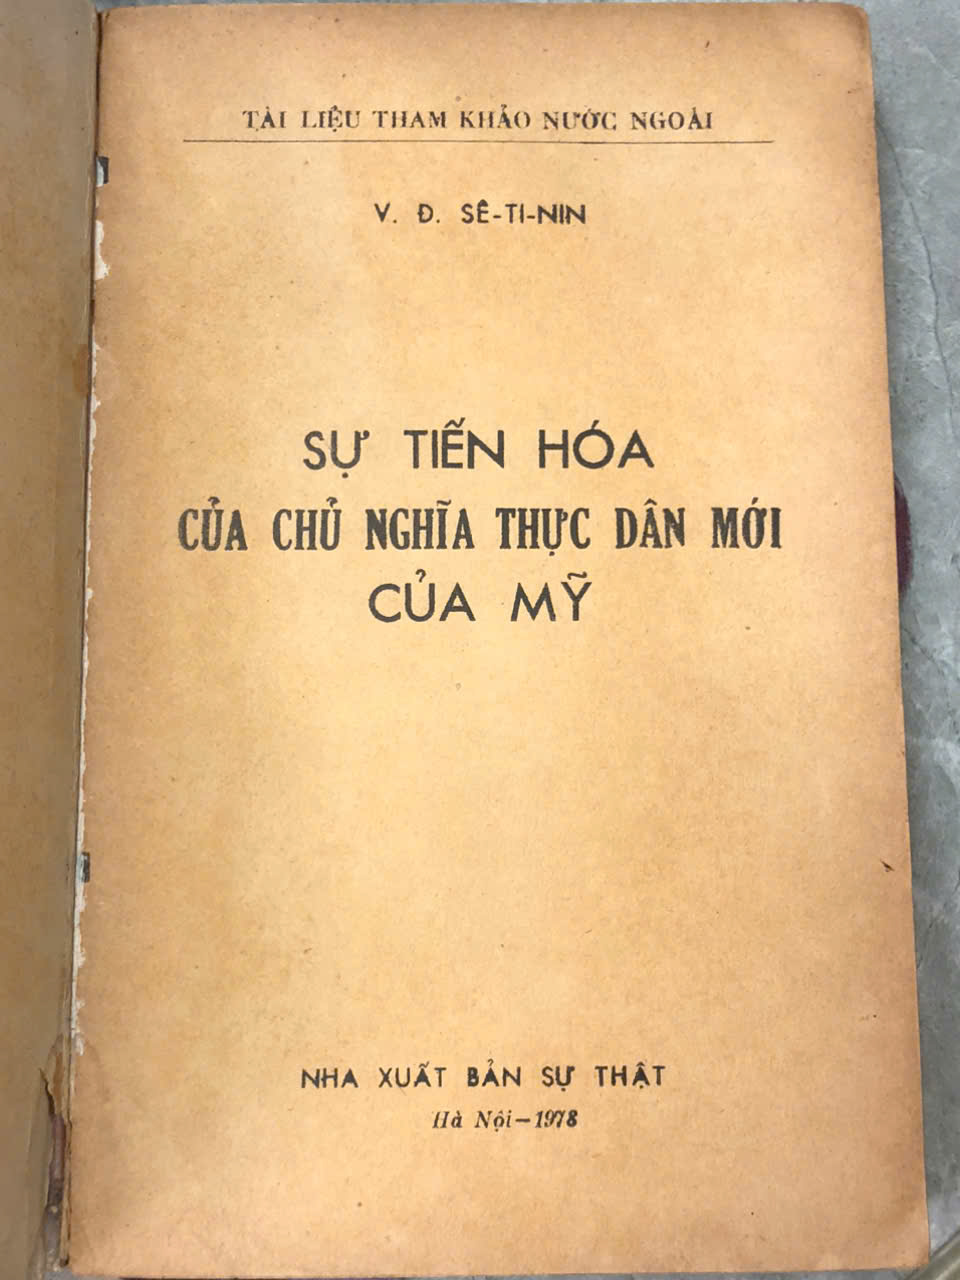 TÀI LIỆU THAM KHẢO NƯỚC NGOÀI
V. Đ. SÊ-TI-NIN
SỰ TIẾN HÓA
CỦA CHỦ NGHĨA THỰC DÂN MỚI
CỦA MỸ
NHA XUẤT BẢN SỰ THẬT
Hà Nội—1978